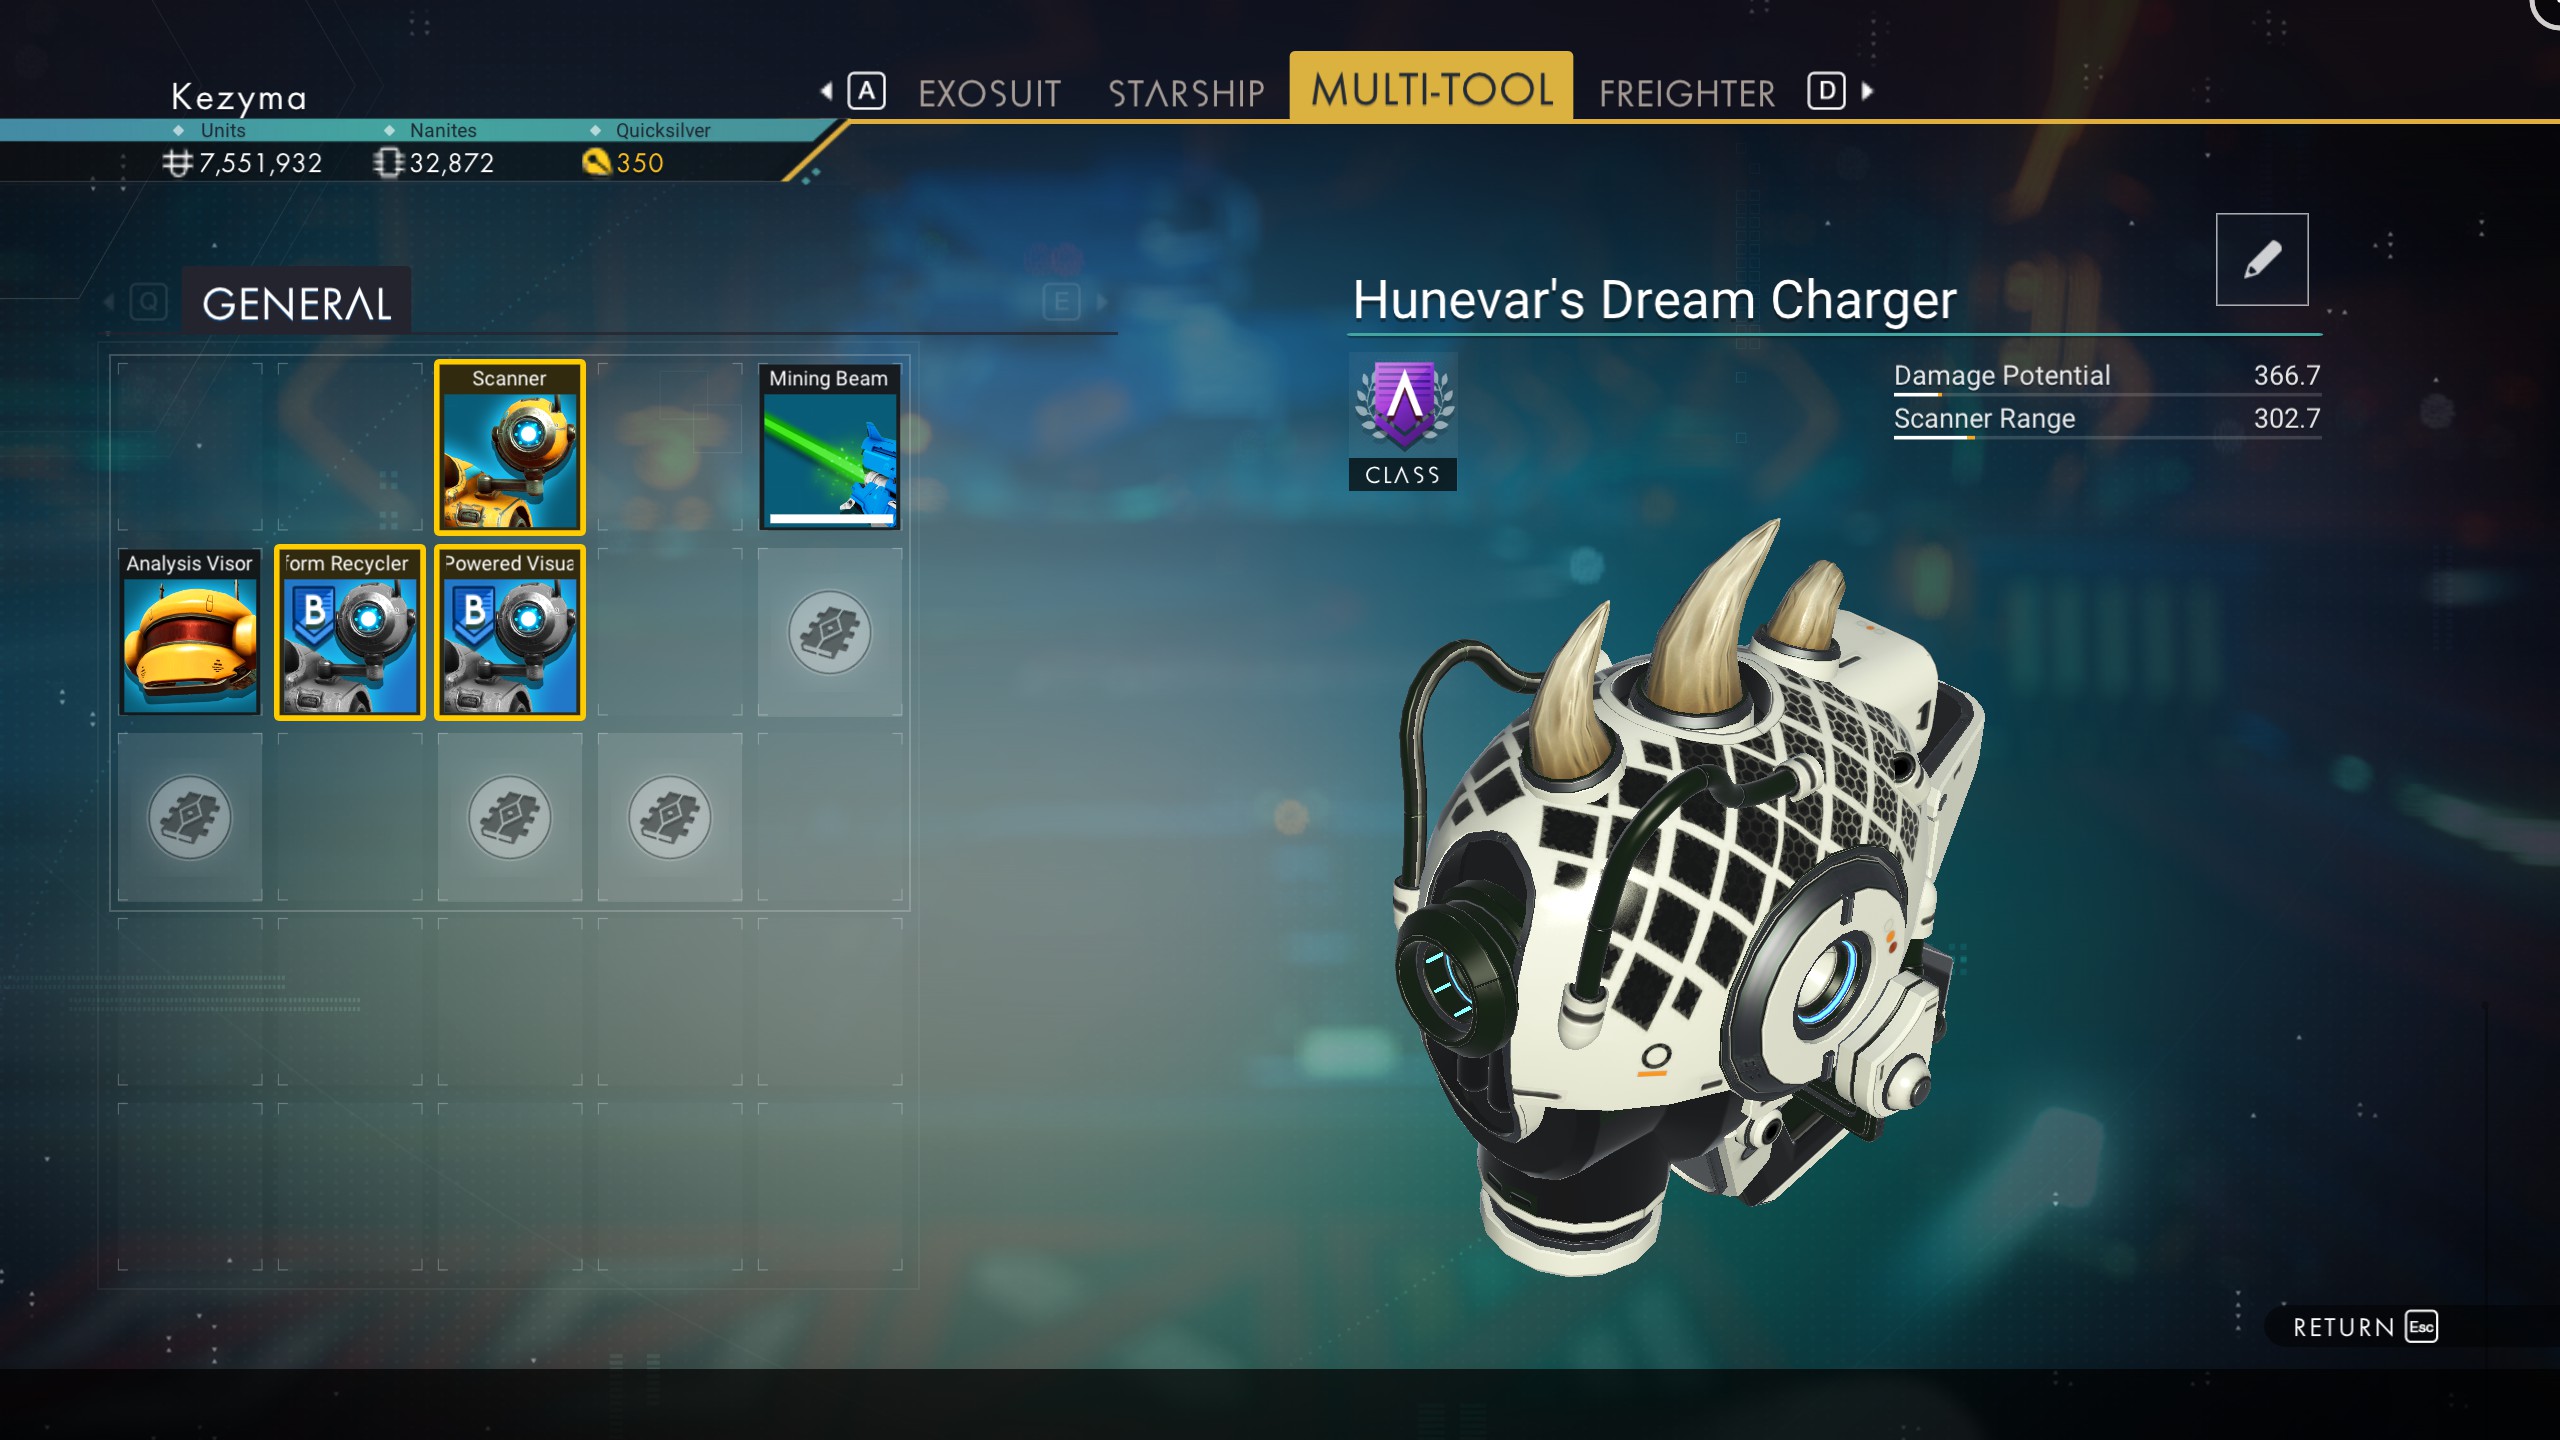 Kezyma
Units Nanites Quicksilver
7,551,932 32,872 350
A EXOSUIT STARSHIP MULTI-TOOL FREIGHTER D
Q GENERAL E
Scanner Mining Beam
Analysis Visor form Recycler Powered Visua
B B
Hunevar's Dream Charger
A
CLASS
Damage Potential 366.7
Scanner Range 302.7
1
O
RETURN Esc